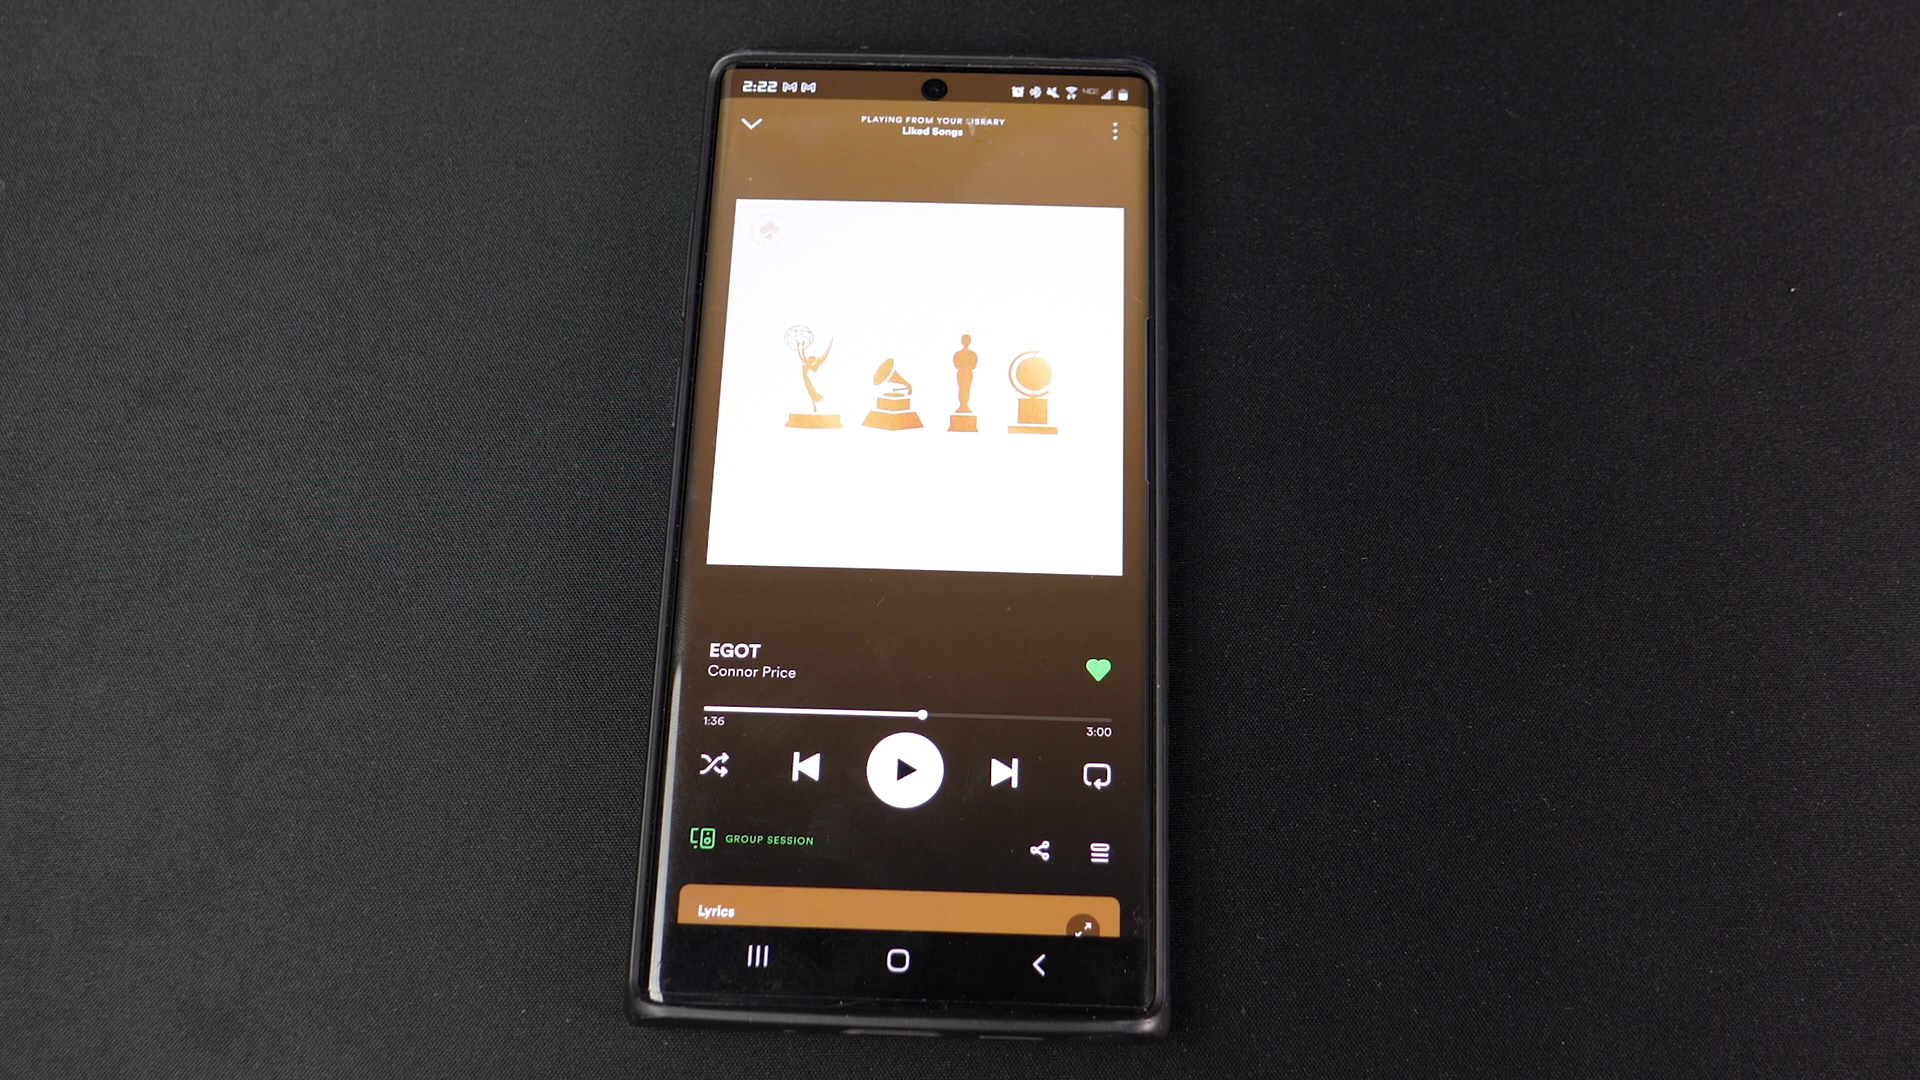 2:22
PLAYING FROM YOUR LIBRARY
Liked Songs
EGOT
Connor Price
1:36
3:00
GROUP SESSION
Lyrics